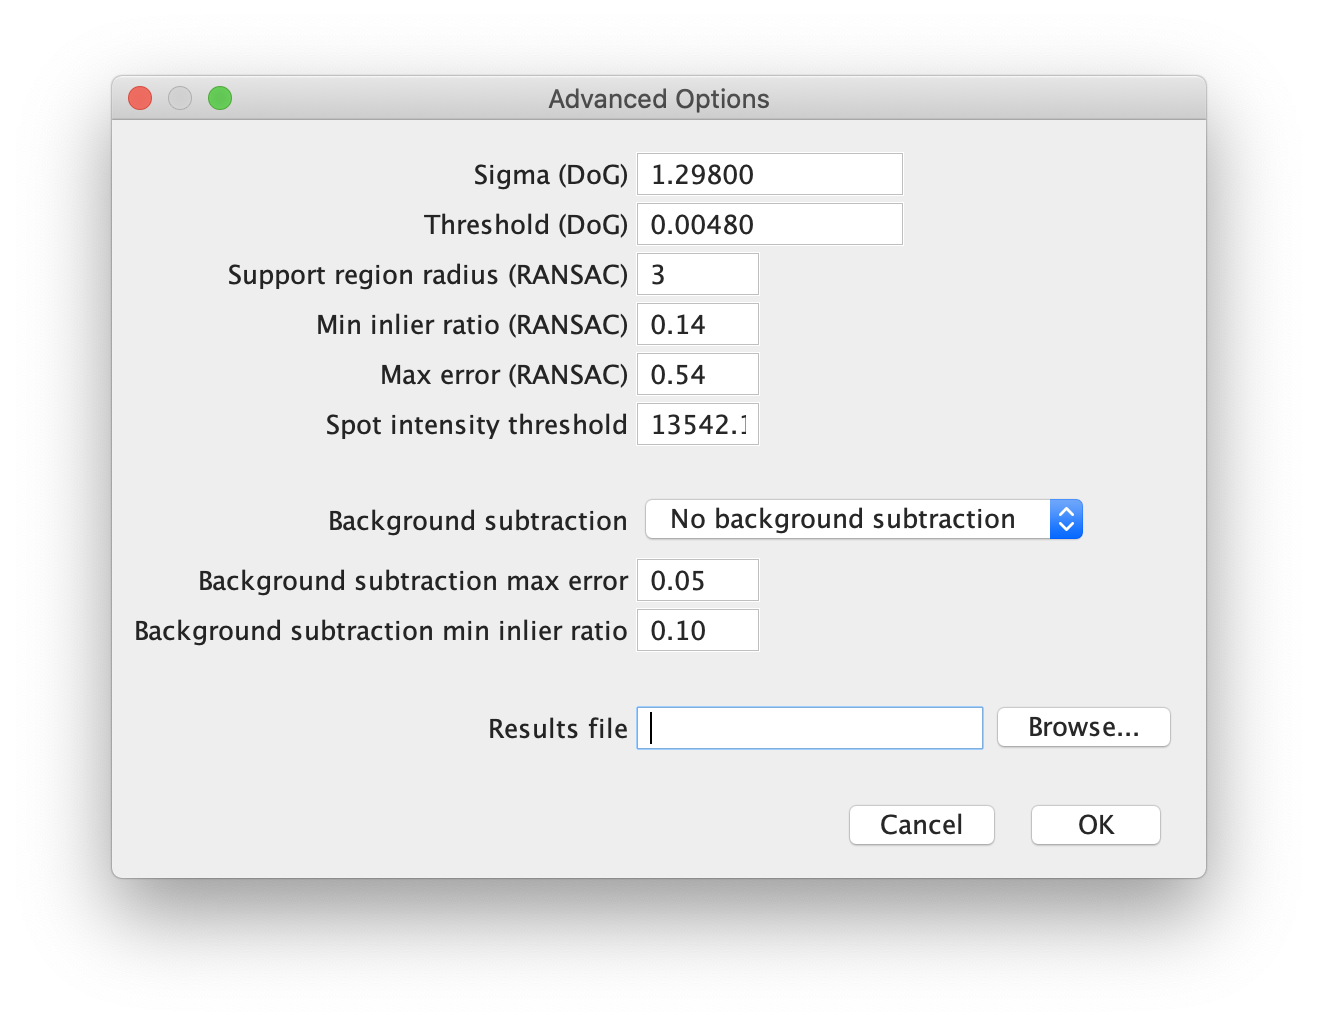 Advanced Options
Sigma (DoG) 1.29800
Threshold (DoG) 0.00480
Support region radius (RANSAC) 3
Min inlier ratio (RANSAC) 0.14
Max error (RANSAC) 0.54
Spot intensity threshold 13542.1
Background subtraction No background subtraction
Background subtraction max error 0.05
Background subtraction min inlier ratio 0.10
Results file Browse...
Cancel OK